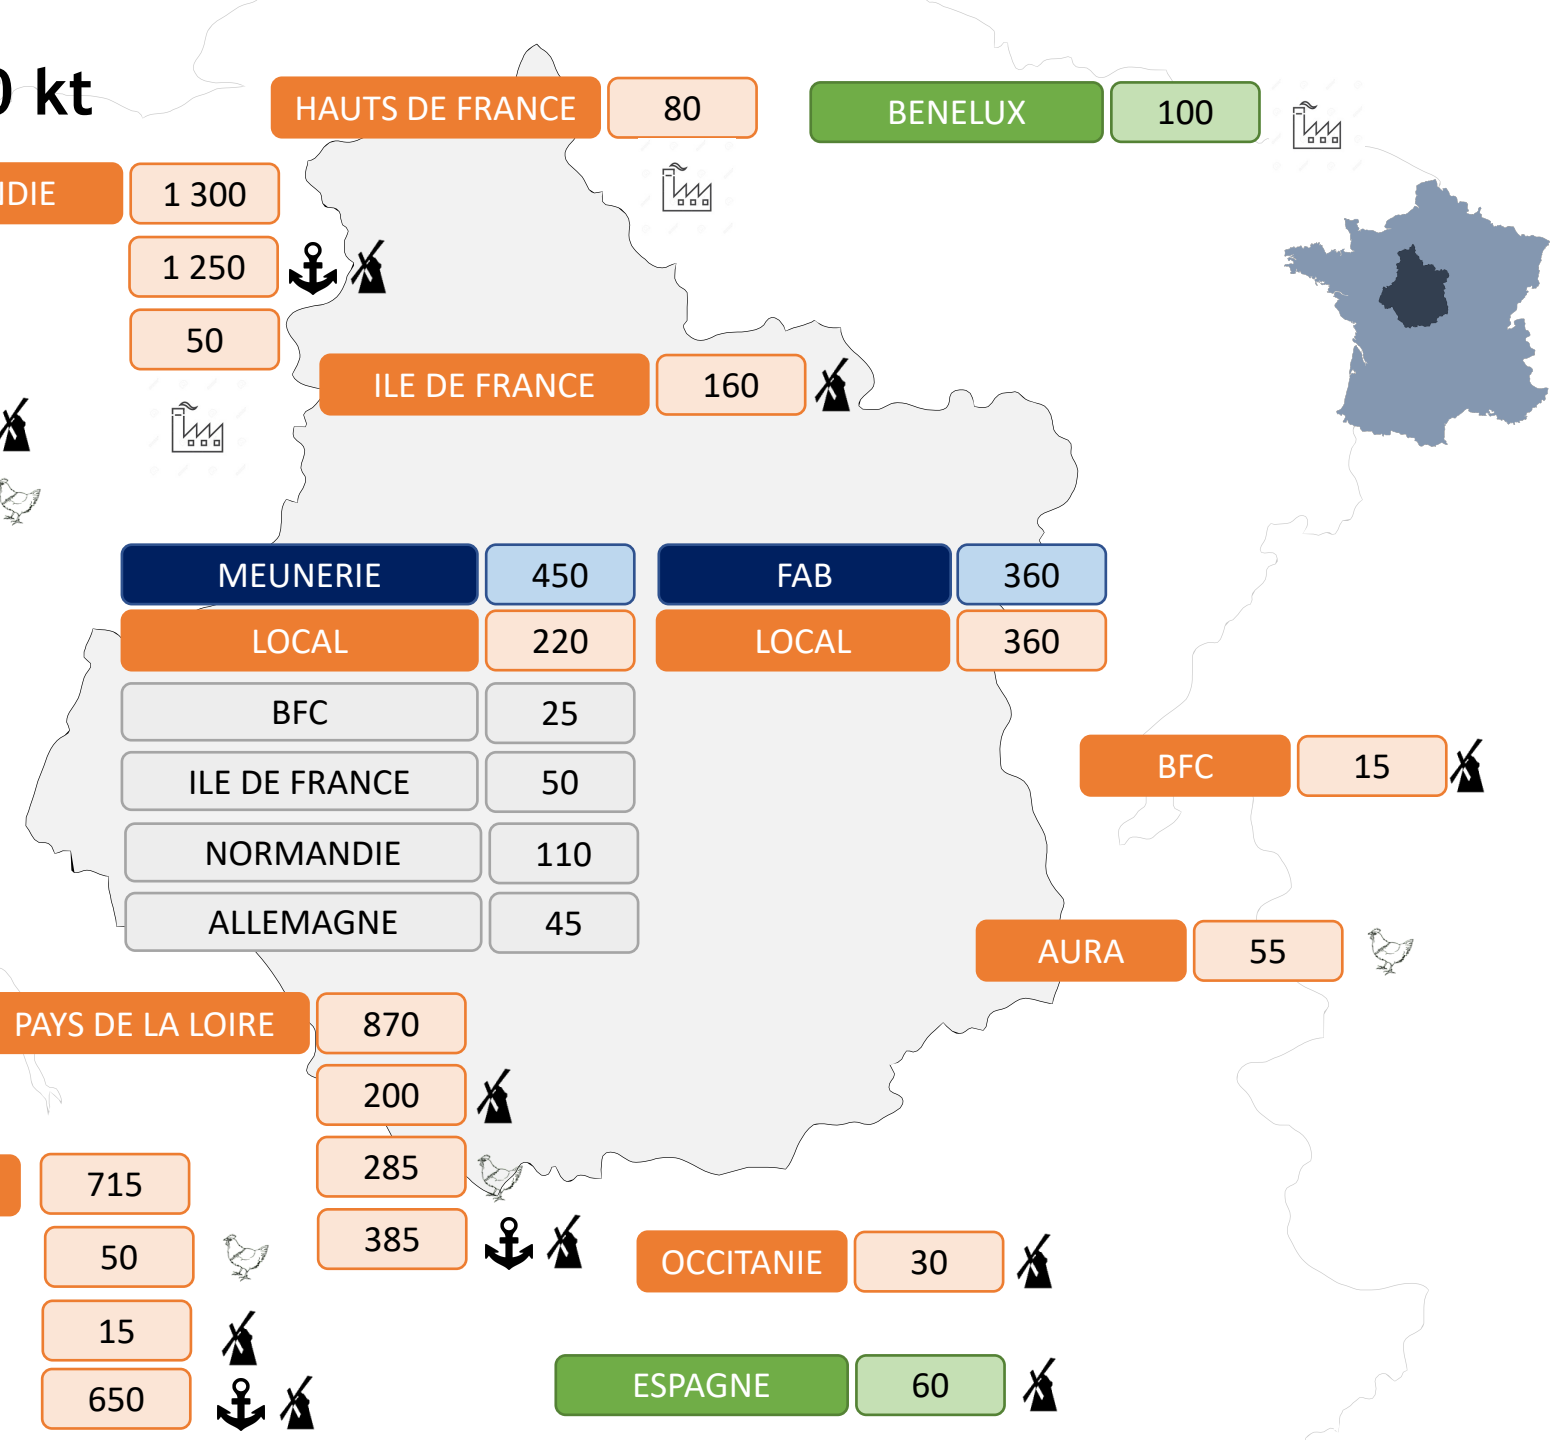 kt
HAUTS DE FRANCE 80
BENELUX 100
1 300
1 250
50
ILE DE FRANCE 160
MEUNERIE 450 FAB 360
LOCAL 220 LOCAL 360
BFC 25
ILE DE FRANCE 50
NORMANDIE 110
ALLEMAGNE 45
BFC 15
AURA 55
PAYS DE LA LOIRE 870
200
285
385
715
50
15
650
OCCITANIE 30
ESPAGNE 60